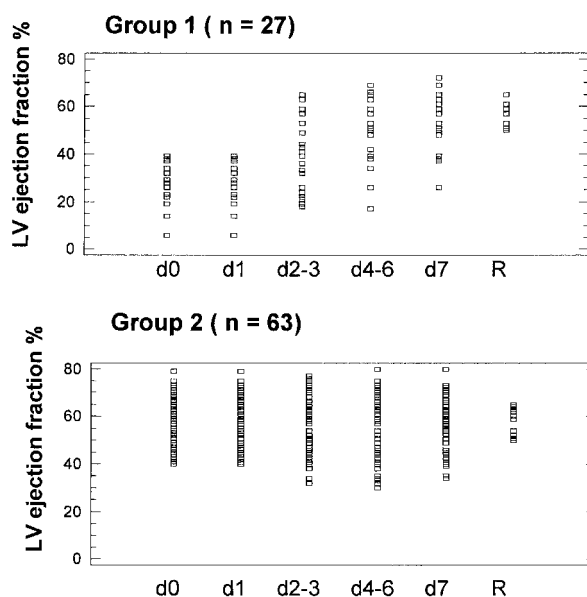 Group 1 ( n = 27)
LV ejection fraction %
80
60
40
20
0
d0 d1 d2-3 d4-6 d7 R
Group 2 ( n = 63)
LV ejection fraction %
80
60
40
20
0
d0 d1 d2-3 d4-6 d7 R